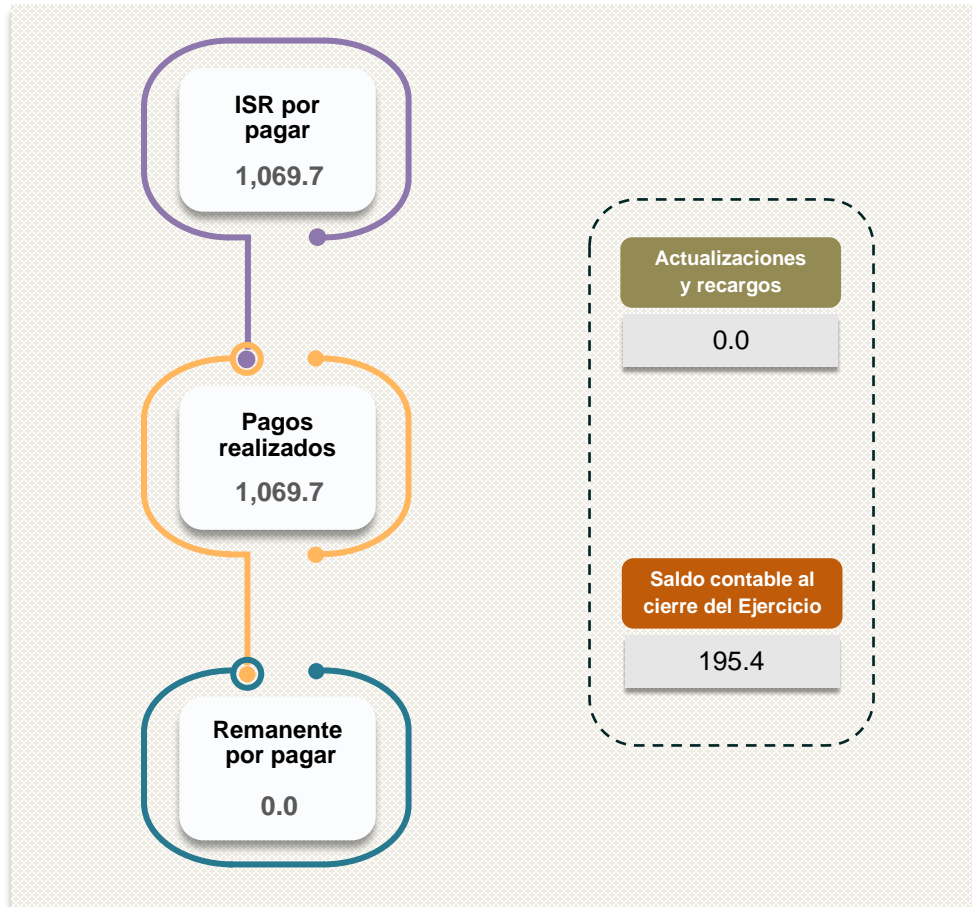 ISR por
pagar
1,069.7
Pagos
realizados
1,069.7
Remanente
por pagar
0.0
Actualizaciones
y recargos
0.0
Saldo contable al
cierre del Ejercicio
195.4